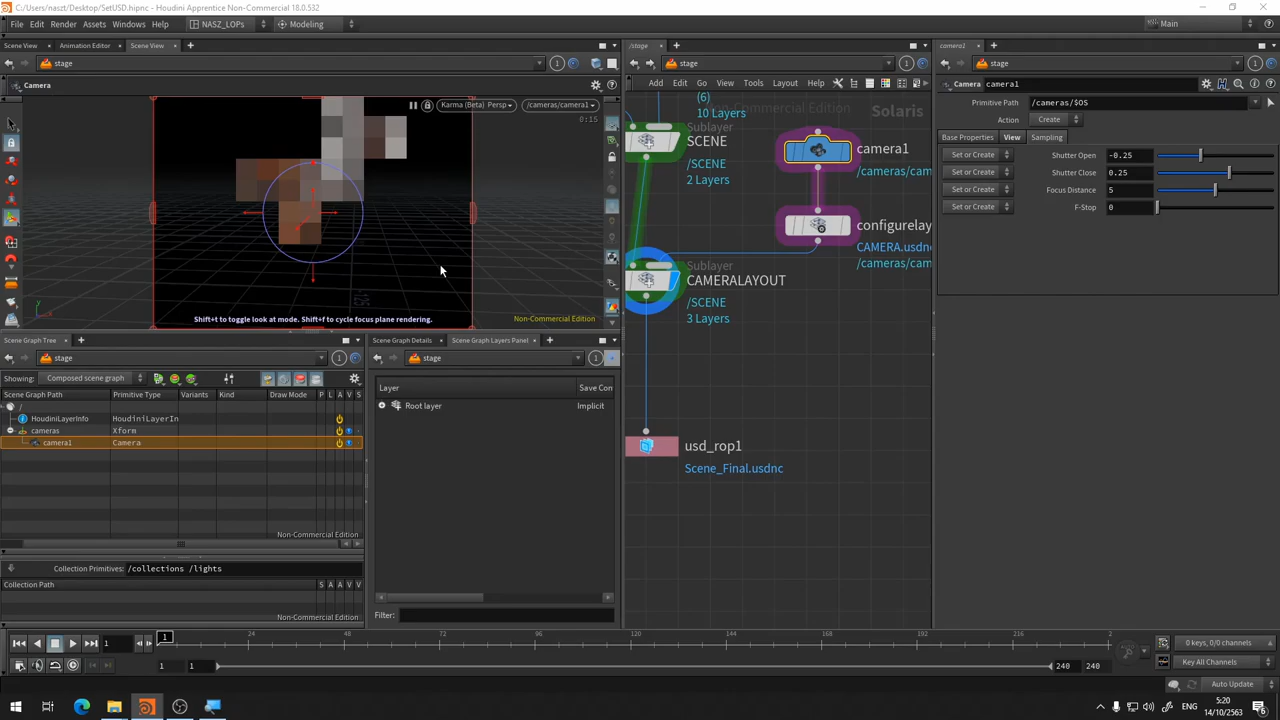 C:/Users/naszt/Desktop/SetUSD.hipnc - Houdini Apprentice Non-Commercial 18.0.532
File Edit Render Assets Windows Help NASZ_LOPs Modeling Main
Scene View Animation Editor Scene View
stage
Camera
Karma (Beta) Persp /cameras/camera1
0:15
Shift+t to toggle look at mode. Shift+f to cycle focus plane rendering.
Non-Commercial Edition
/stage
stage
Add Edit Go View Tools Layout Help
(6)
10 Layers
Non-Commercial Edition
Solaris
Sublayer
SCENE
/SCENE
2 Layers
camera1
/cameras/cam
configurelay
CAMERA.usdn
/cameras/cam
Sublayer
CAMERALAYOUT
/SCENE
3 Layers
usd_rop1
Scene_Final.usdnc
camera1
stage
Camera camera1
Primitive Path /cameras/$OS
Action Create
Base Properties View Sampling
Set or Create Shutter Open -0.25
Set or Create Shutter Close 0.25
Set or Create Focus Distance 5
Set or Create F-Stop 0
Scene Graph Tree
stage
Showing: Composed scene graph
Scene Graph Path Primitive Type Variants Kind Draw Mode P L A V S
/
HoudiniLayerInfo HoudiniLayerIn
cameras Xform
camera1 Camera
Non-Commercial Edition
Collection Primitives: /collections /lights
Collection Path S A A V V
Non-Commercial Edition
Scene Graph Details Scene Graph Layers Panel
stage
Layer Save Con
Root layer Implicit
Filter:
1 1 24 48 72 96 120 144 168 192 216 2
1 1 240 240
0 keys, 0/0 channels
Key All Channels
Auto Update
ENG 5:20
14/10/2563